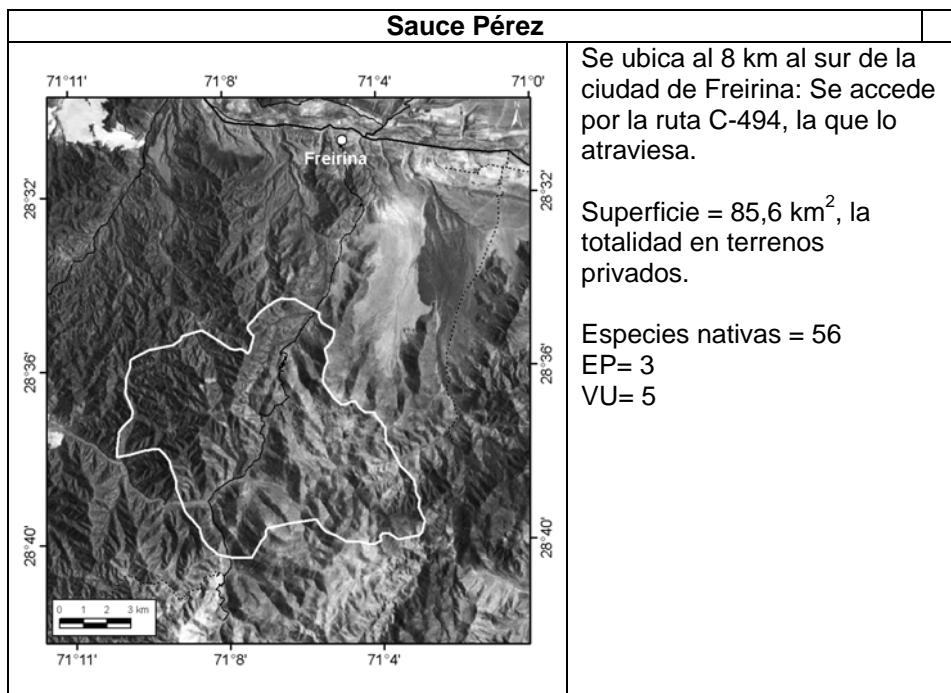 Sauce Pérez
71°11'
71°8'
71°4'
71°0'
Freirina
28°32'
28°32'
28°36'
28°36'
28°40'
28°40'
0 1 2 3 km
71°11'
71°8'
71°4'
Se ubica al 8 km al sur de la
ciudad de Freirina: Se accede
por la ruta C-494, la que lo
atraviesa.
Superficie = 85,6 km², la
totalidad en terrenos
privados.
Especies nativas = 56
EP= 3
VU= 5